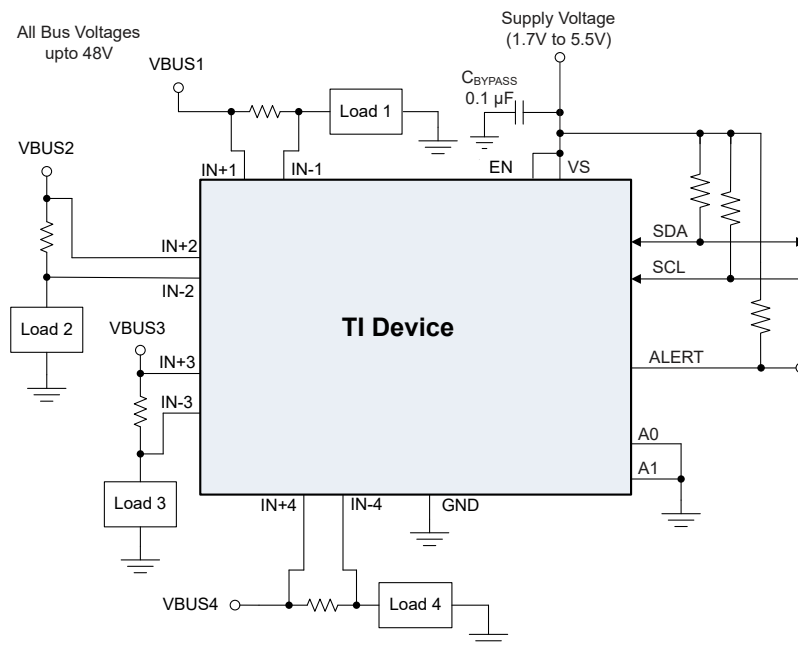 All Bus Voltages
upto 48V
Supply Voltage
(1.7V to 5.5V)
VBUS1
CBYPASS
0.1 µF
Load 1
VBUS2
IN+1
IN-1
EN
VS
IN+2
SDA
IN-2
SCL
Load 2
VBUS3
TI Device
IN+3
ALERT
IN-3
A0
A1
Load 3
IN+4
IN-4
GND
VBUS4
Load 4